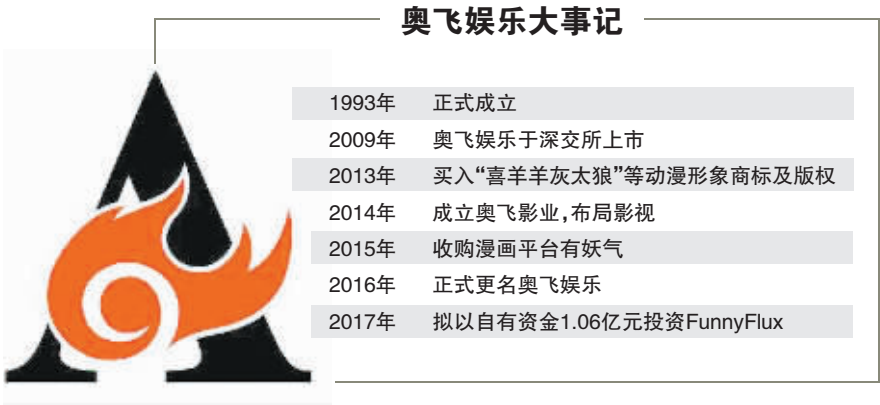 奥飞娱乐大事记
1993年 正式成立
2009年 奥飞娱乐于深交所上市
2013年 买入“喜羊羊灰太狼”等动漫形象商标及版权
2014年 成立奥飞影业,布局影视
2015年 收购漫画平台有妖气
2016年 正式更名奥飞娱乐
2017年 拟以自有资金1.06亿元投资FunnyFlux